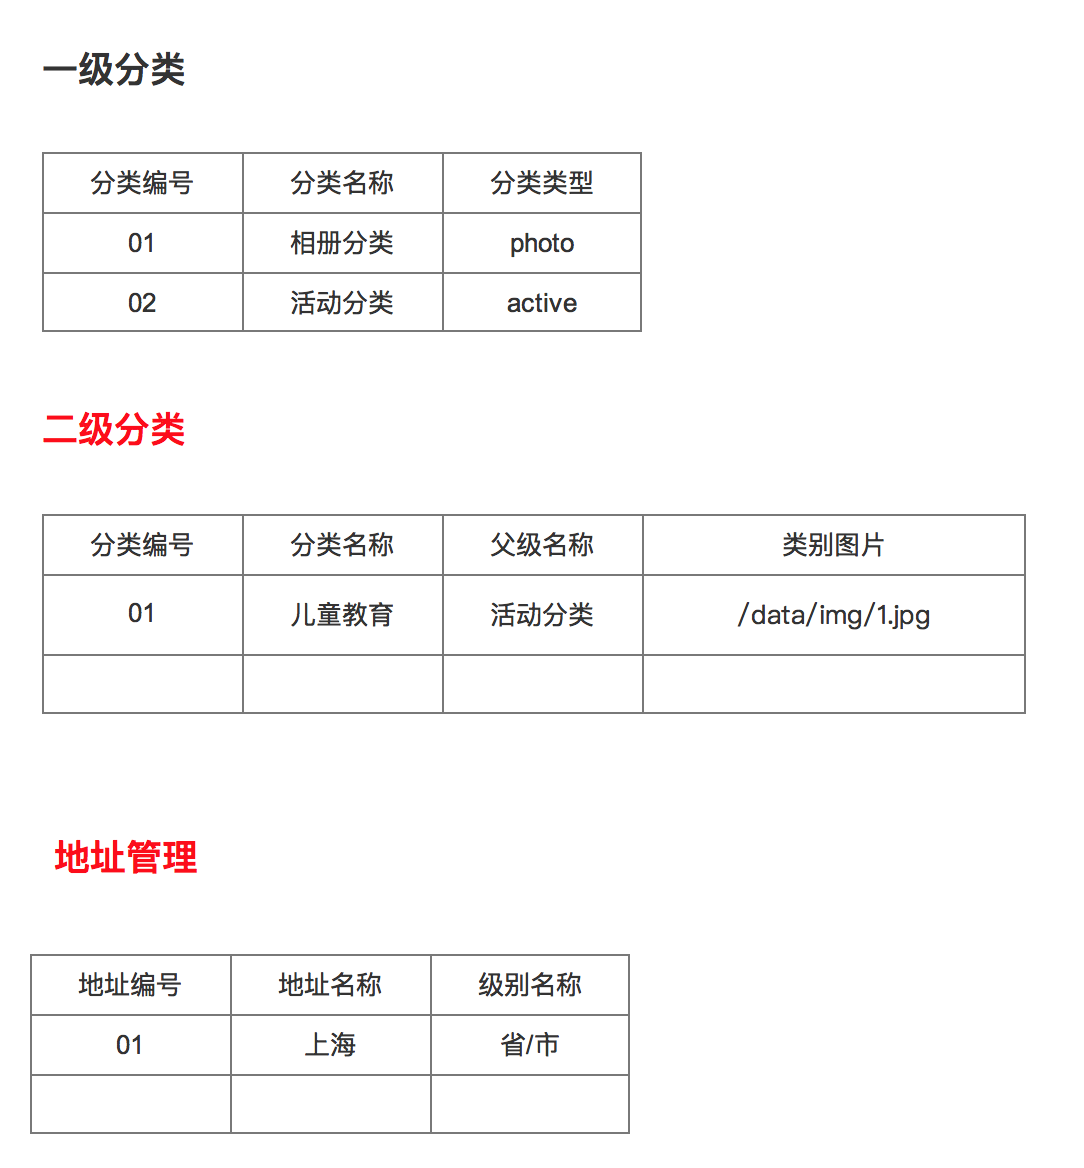 一级分类
分类编号 分类名称 分类类型
01 相册分类 photo
02 活动分类 active
二级分类
分类编号 分类名称 父级名称 类别图片
01 儿童教育 活动分类 /data/img/1.jpg
地址管理
地址编号 地址名称 级别名称
01 上海 省/市